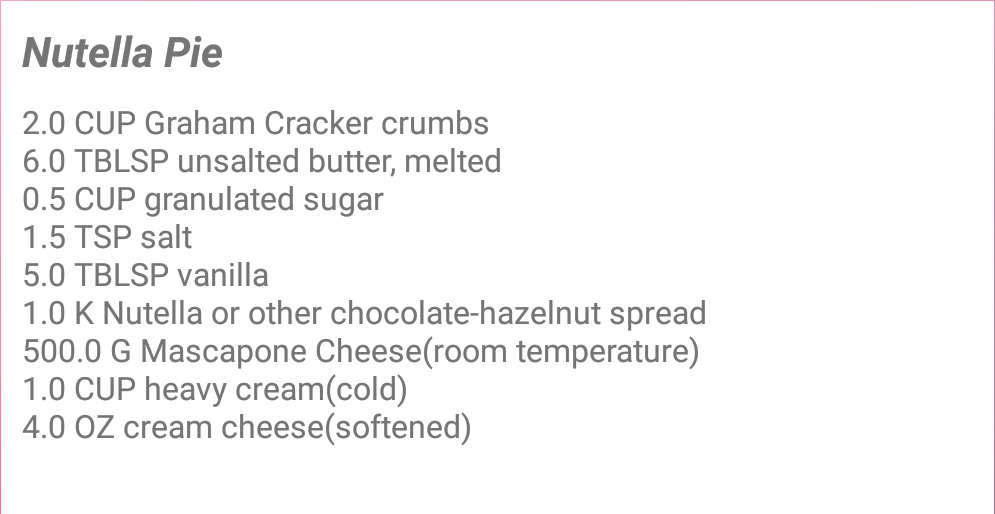 Nutella Pie
2.0 CUP Graham Cracker crumbs
6.0 TBLSP unsalted butter, melted
0.5 CUP granulated sugar
1.5 TSP salt
5.0 TBLSP vanilla
1.0 K Nutella or other chocolate-hazelnut spread
500.0 G Mascapone Cheese(room temperature)
1.0 CUP heavy cream(cold)
4.0 OZ cream cheese(softened)